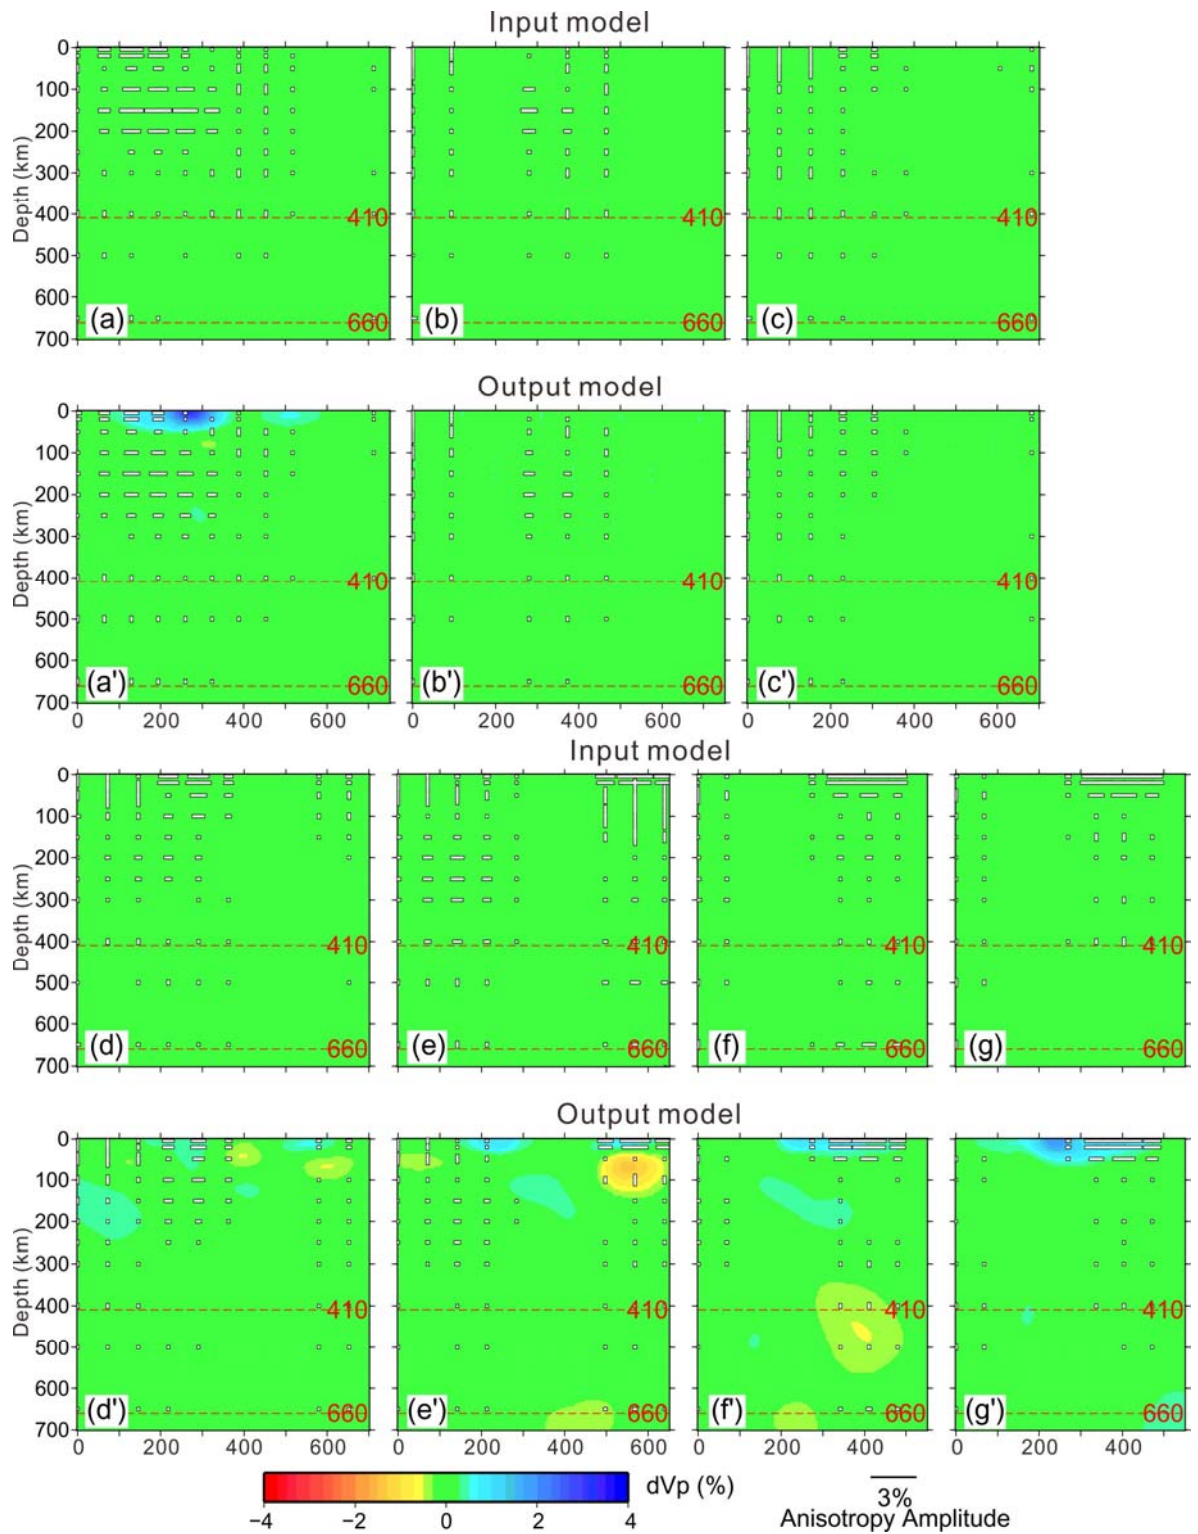 Input model
0
100
200
300
400
500
600
700
Depth (km)
410
660
(a)
410
660
(b)
410
660
(c)
Output model
0
100
200
300
400
500
600
700
Depth (km)
410
660
(a')
410
660
(b')
410
660
(c')
0 200 400 600
0 200 400 600
0 200 400 600
Input model
0
100
200
300
400
500
600
700
Depth (km)
410
660
(d)
410
660
(e)
410
660
(f)
410
660
(g)
Output model
0
100
200
300
400
500
600
700
Depth (km)
410
660
(d')
410
660
(e')
410
660
(f')
410
660
(g')
0 200 400 600
0 200 400 600
0 200 400
0 200 400
dVp (%)
−4 −2 0 2 4
3%
Anisotropy Amplitude